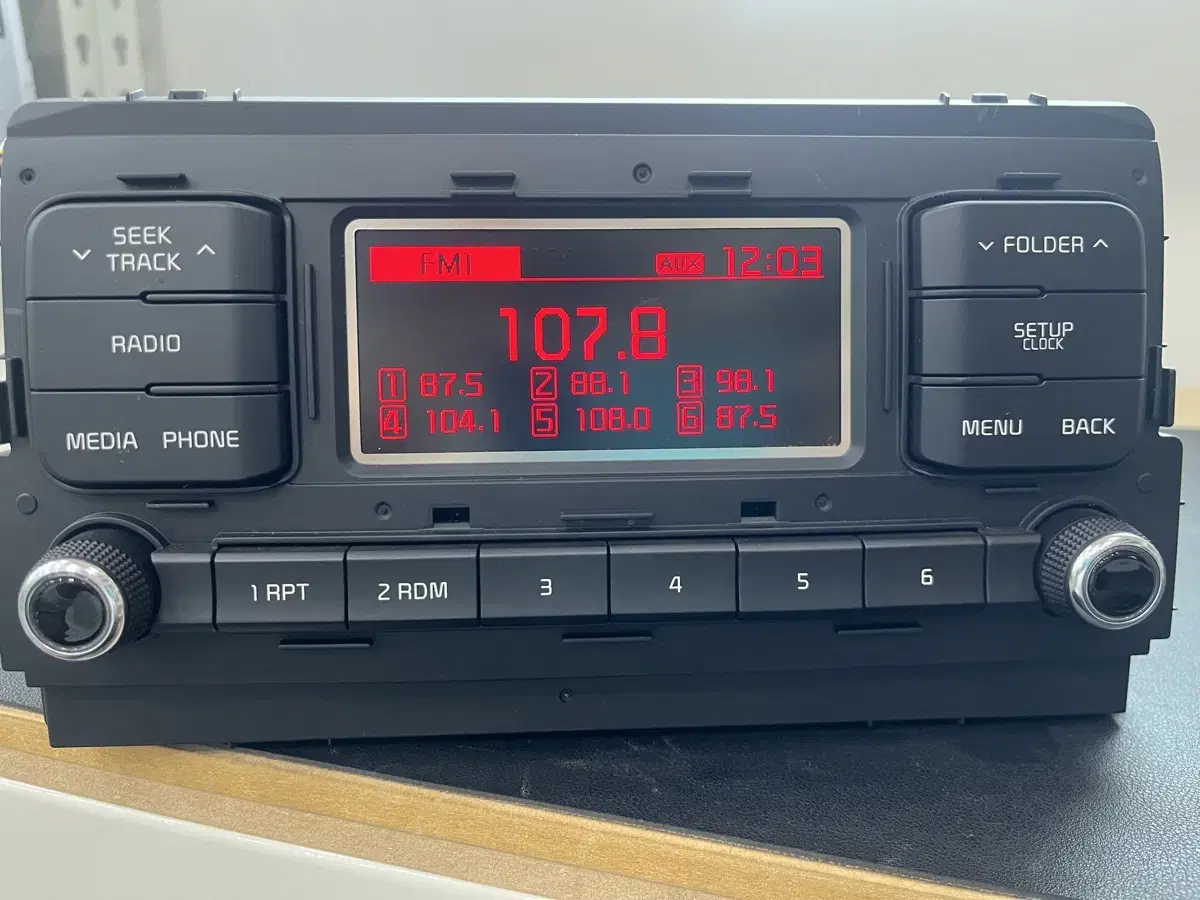 SEEK
TRACK
RADIO
MEDIA PHONE
FM1 AUX 12:03
107.8
1 87.5 2 88.1 3 98.1
4 104.1 5 108.0 6 87.5
FOLDER
SETUP
CLOCK
MENU BACK
1 RPT 2 RDM 3 4 5 6